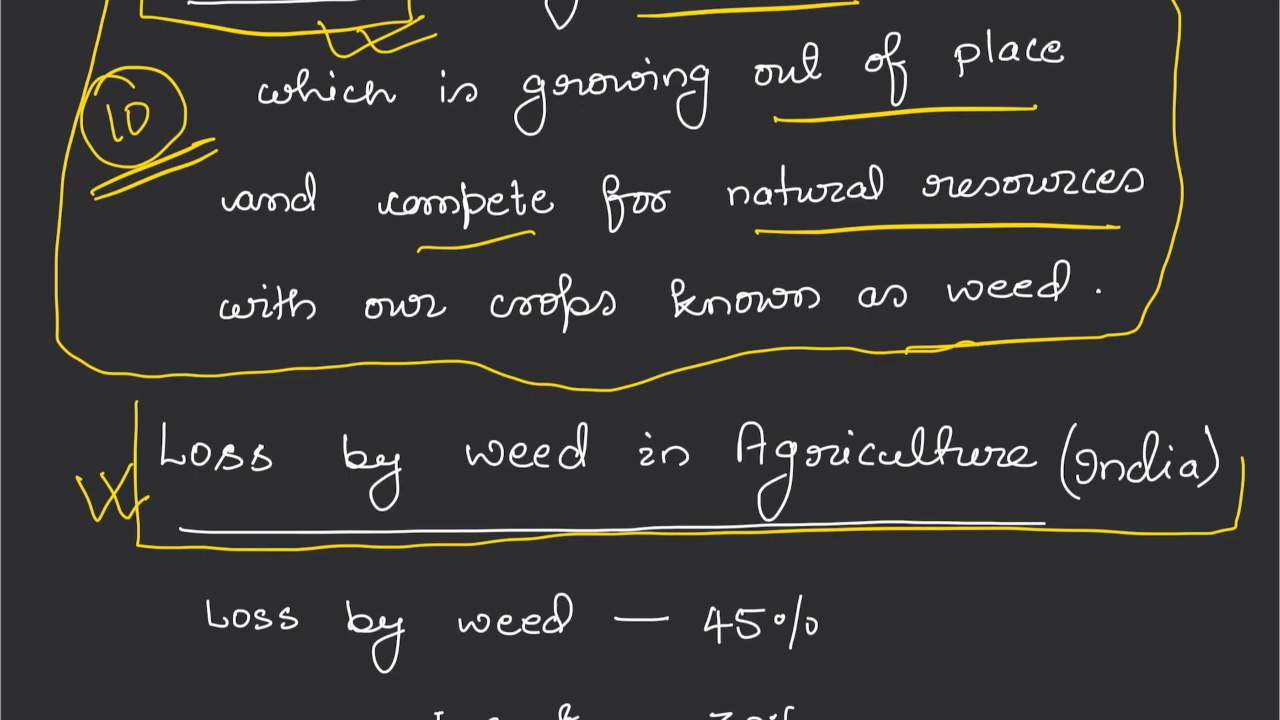 which is growing out of place
10
and compete for natural resources
with our crops known as weed.
Loss by weed in Agriculture (India)
Loss by weed — 45%